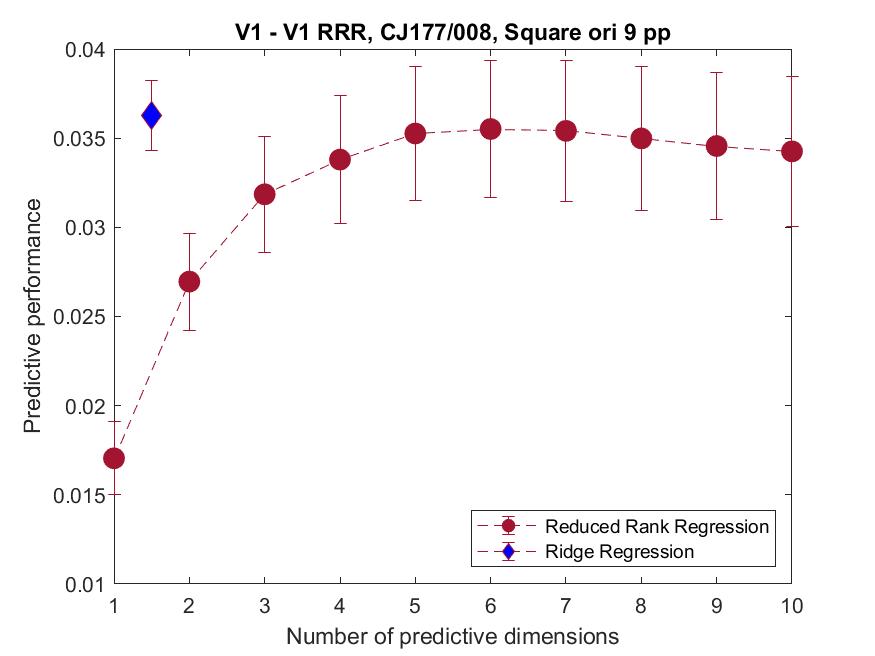 V1 - V1 RRR, CJ177/008, Square ori 9 pp
0.04
0.035
0.03
0.025
0.02
0.015
0.01
Predictive performance
Reduced Rank Regression
Ridge Regression
1 2 3 4 5 6 7 8 9 10
Number of predictive dimensions